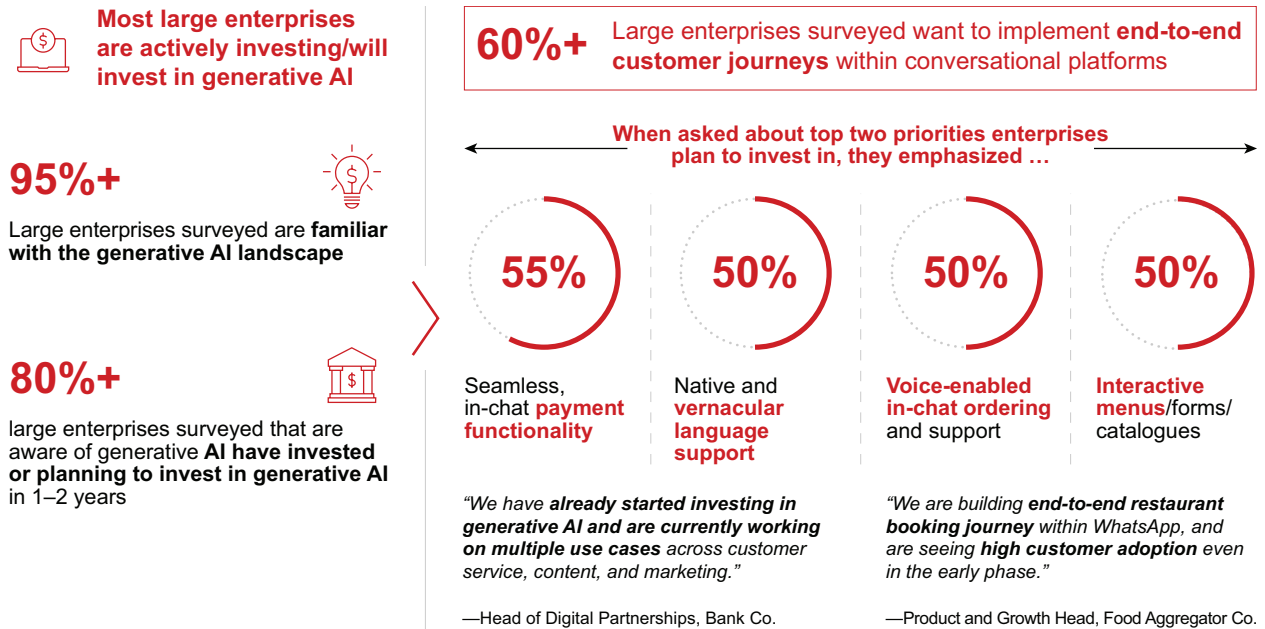 Most large enterprises
are actively investing/will
invest in generative AI
95%+
Large enterprises surveyed are familiar
with the generative AI landscape
80%+
large enterprises surveyed that are
aware of generative AI have invested
or planning to invest in generative AI
in 1–2 years
60%+
Large enterprises surveyed want to implement end-to-end
customer journeys within conversational platforms
When asked about top two priorities enterprises
plan to invest in, they emphasized …
55%
Seamless,
in-chat payment
functionality
50%
Native and
vernacular
language
support
50%
Voice-enabled
in-chat ordering
and support
50%
Interactive
menus/forms/
catalogues
“We have already started investing in
generative AI and are currently working
on multiple use cases across customer
service, content, and marketing.”
—Head of Digital Partnerships, Bank Co.
“We are building end-to-end restaurant
booking journey within WhatsApp, and
are seeing high customer adoption even
in the early phase.”
—Product and Growth Head, Food Aggregator Co.